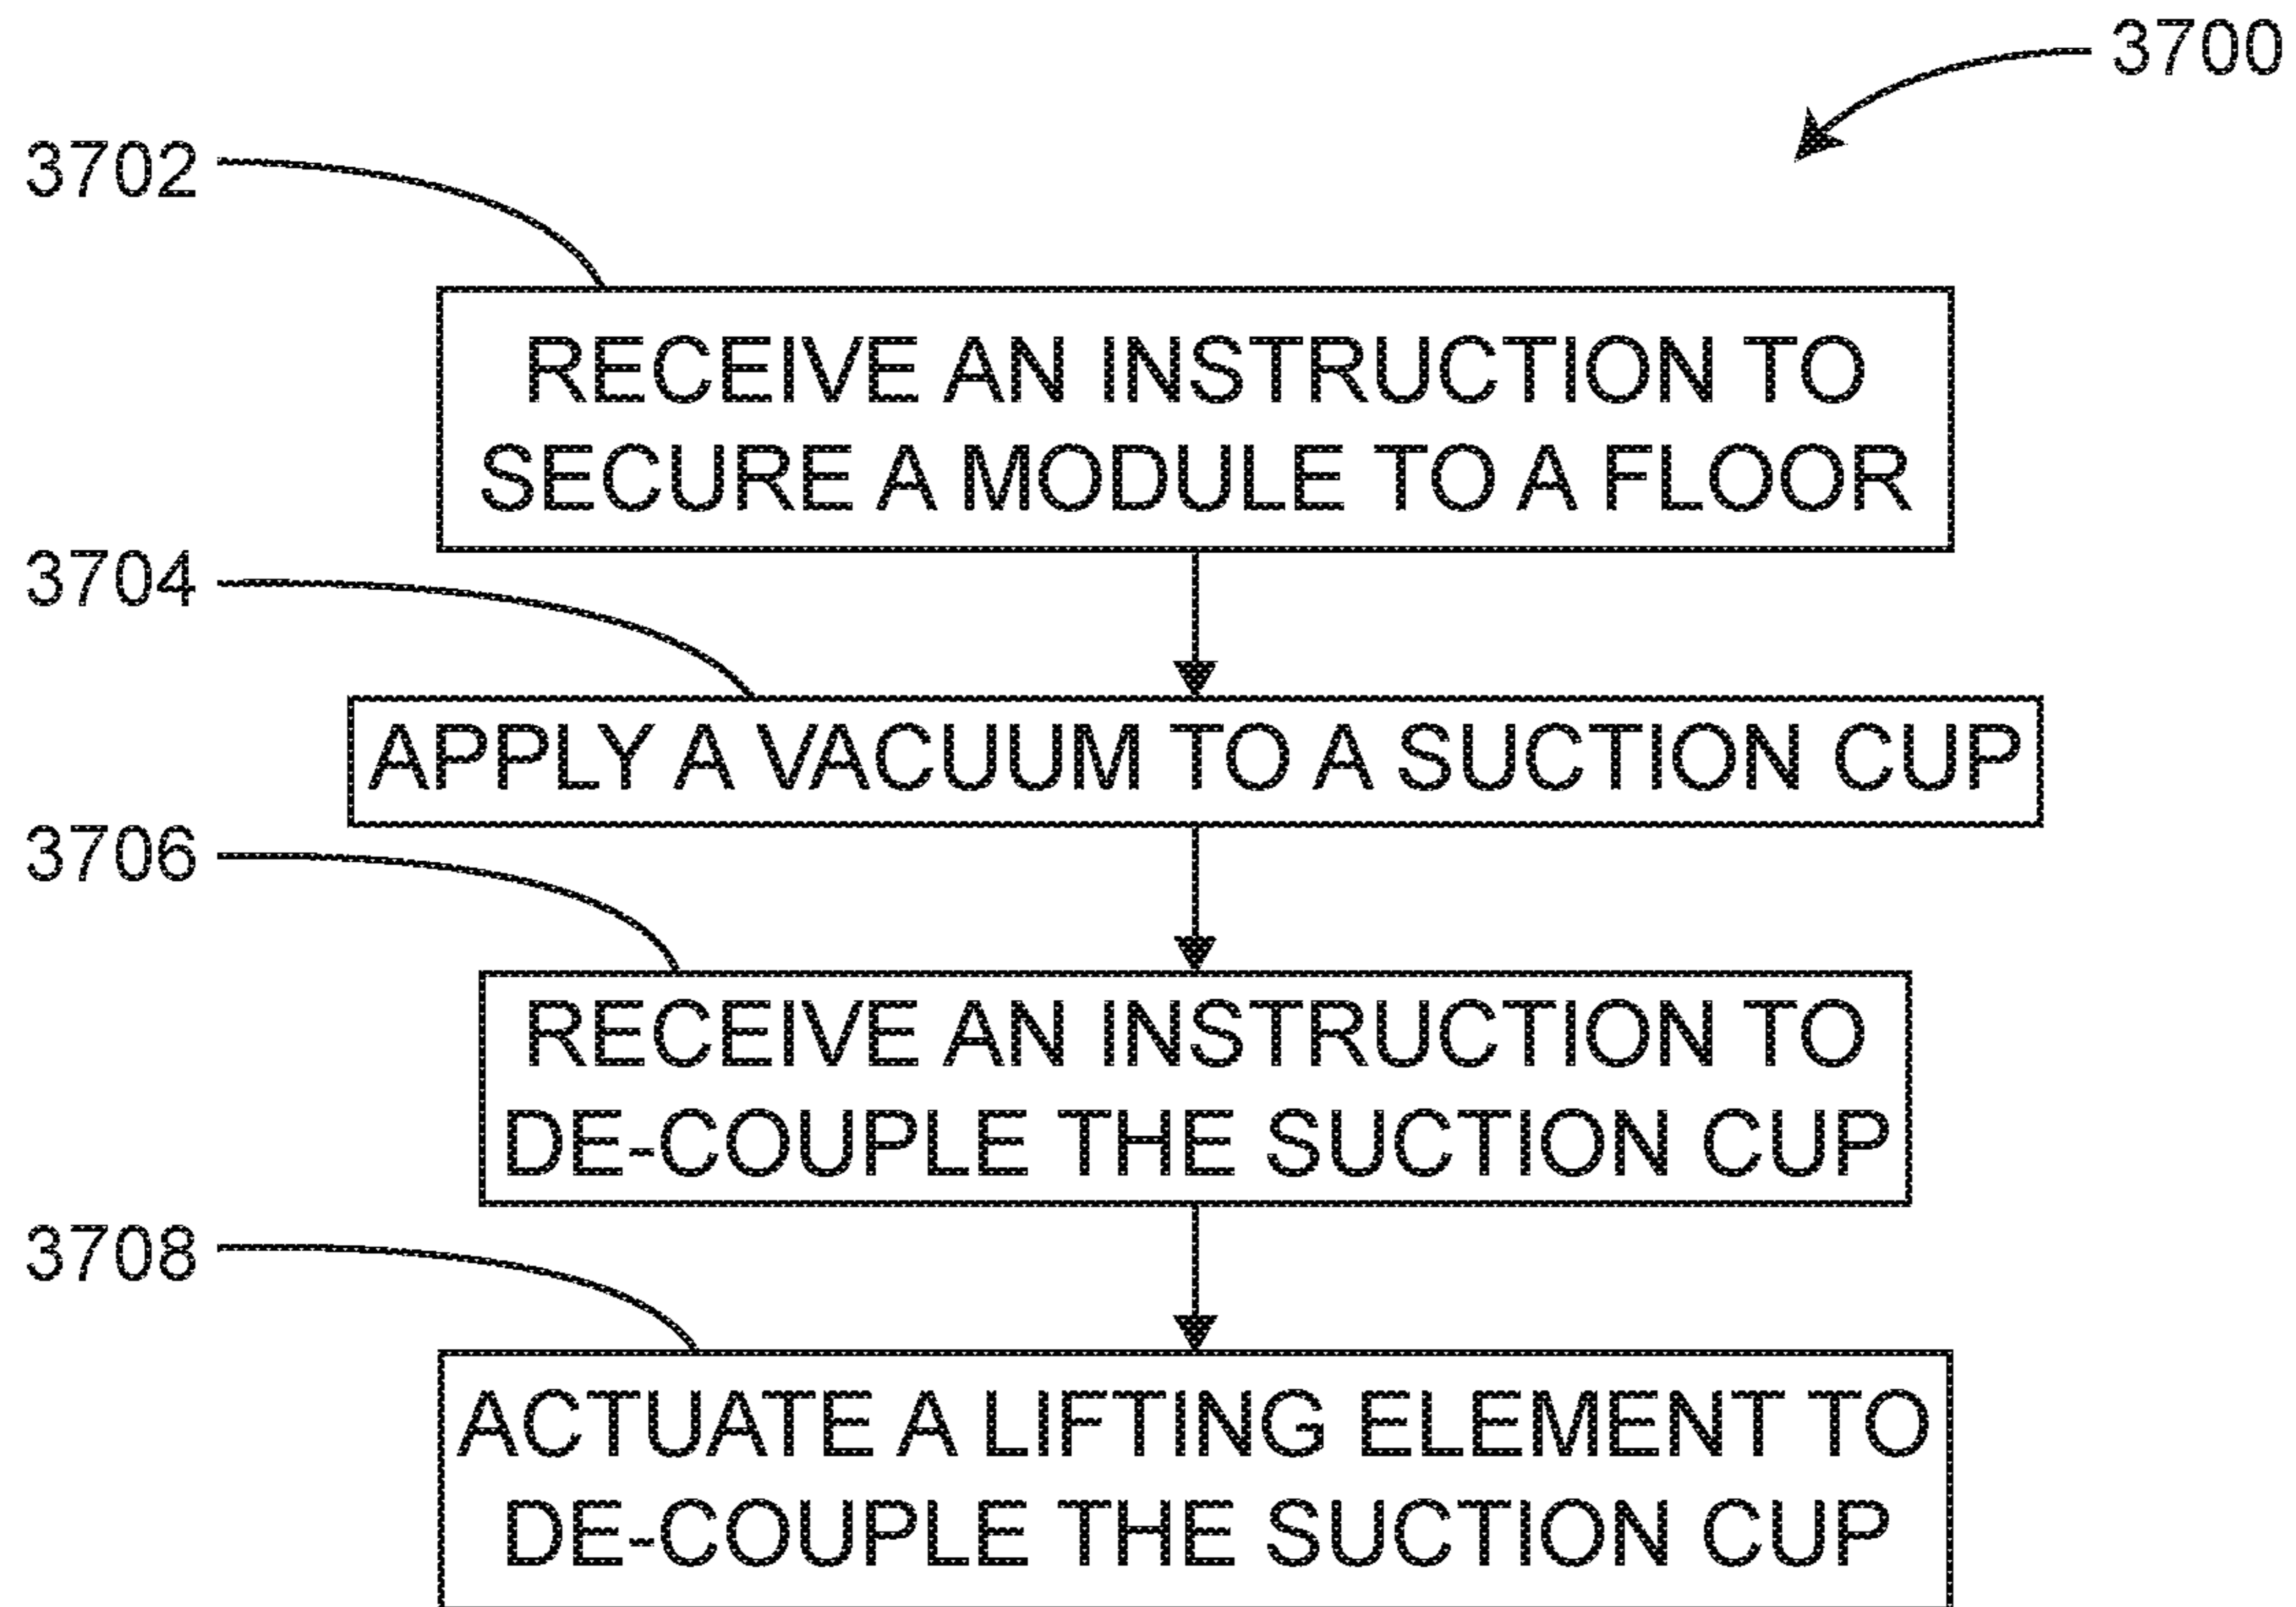 3700
3702
RECEIVE AN INSTRUCTION TO
SECURE A MODULE TO A FLOOR
3704
APPLY A VACUUM TO A SUCTION CUP
3706
RECEIVE AN INSTRUCTION TO
DE-COUPLE THE SUCTION CUP
3708
ACTUATE A LIFTING ELEMENT TO
DE-COUPLE THE SUCTION CUP